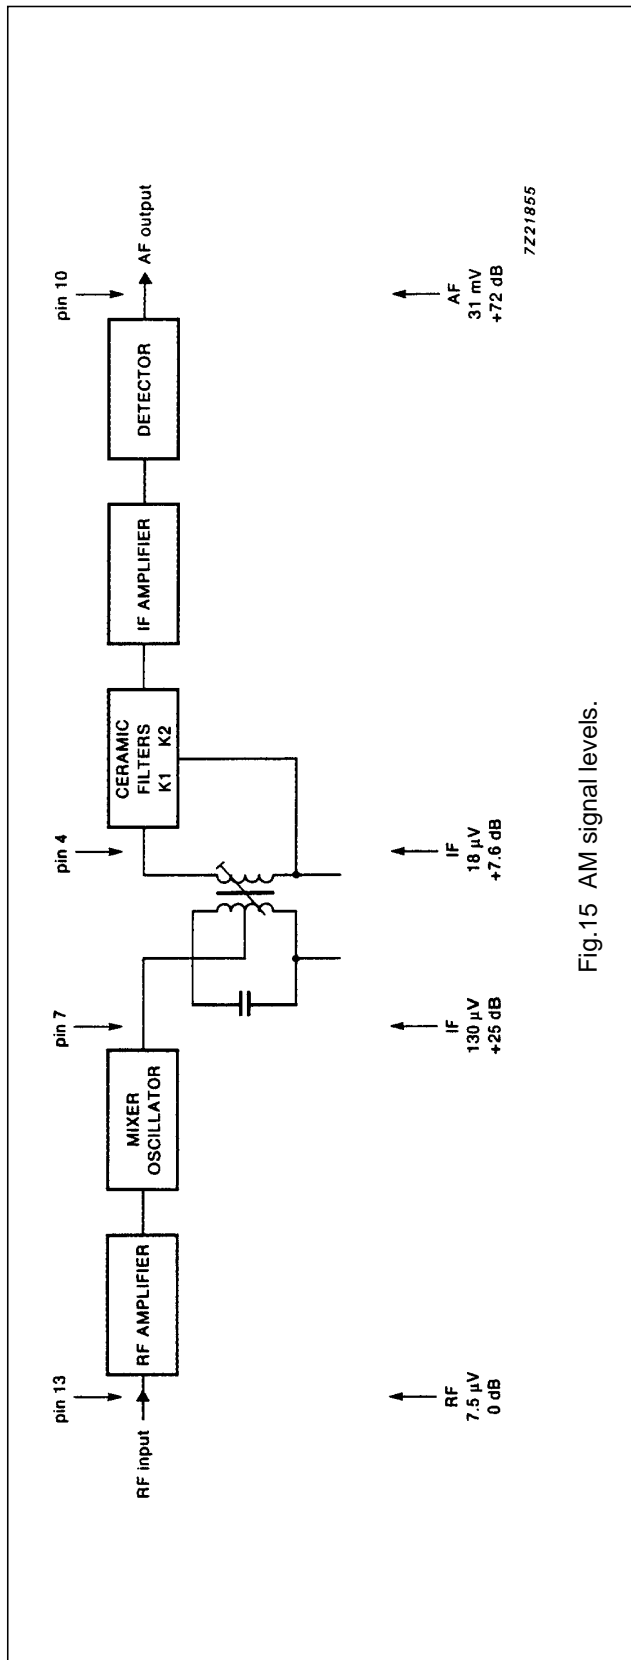 pin 13
pin 7
pin 4
pin 10
RF input
RF AMPLIFIER
MIXER
OSCILLATOR
CERAMIC
FILTERS
K1 K2
IF AMPLIFIER
DETECTOR
AF output
RF
7.5 μV
0 dB
IF
130 μV
+25 dB
IF
18 μV
+7.6 dB
AF
31 mV
+72 dB
7Z21855
Fig.15 AM signal levels.